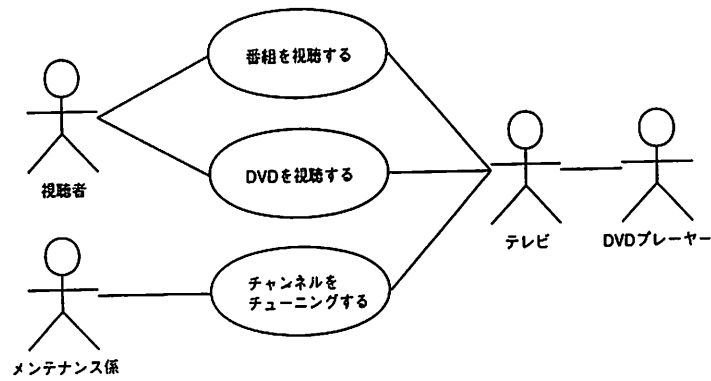 番組を視聴する
視聴者
DVDを視聴する
テレビ
DVDプレーヤー
チャンネルを
チューニングする
メンテナンス係